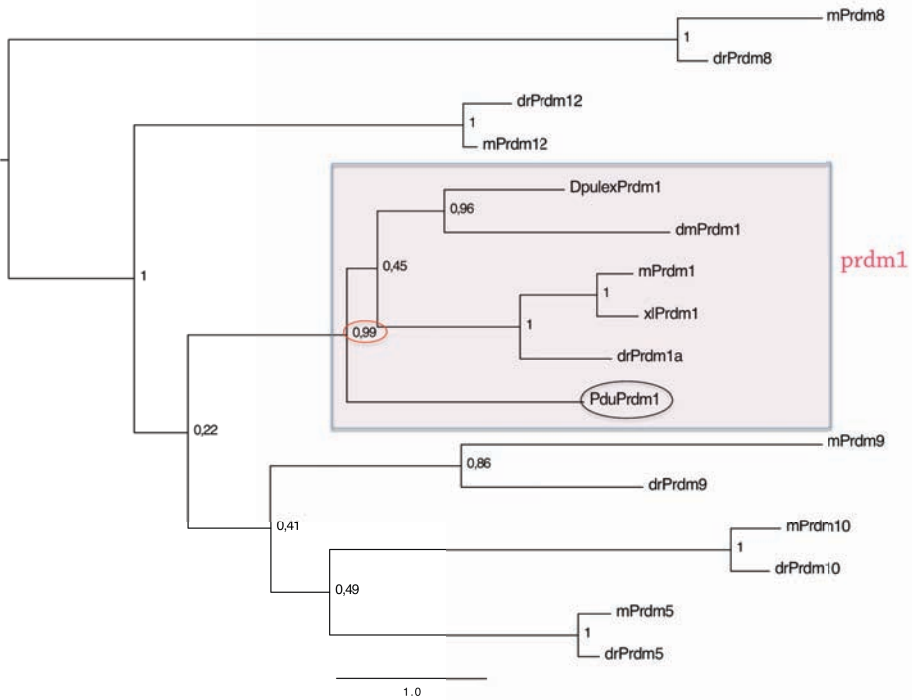 mPrdm8
1
drPrdm8
drPrdm12
1
mPrdm12
DpulexPrdm1
0,96
dmPrdm1
prdm1
0,45
mPrdm1
1
1
xlPrdm1
1
0,99
drPrdm1a
PduPrdm1
0,22
mPrdm9
0,86
drPrdm9
0,41
mPrdm10
1
drPrdm10
0,49
mPrdm5
1
drPrdm5
1.0